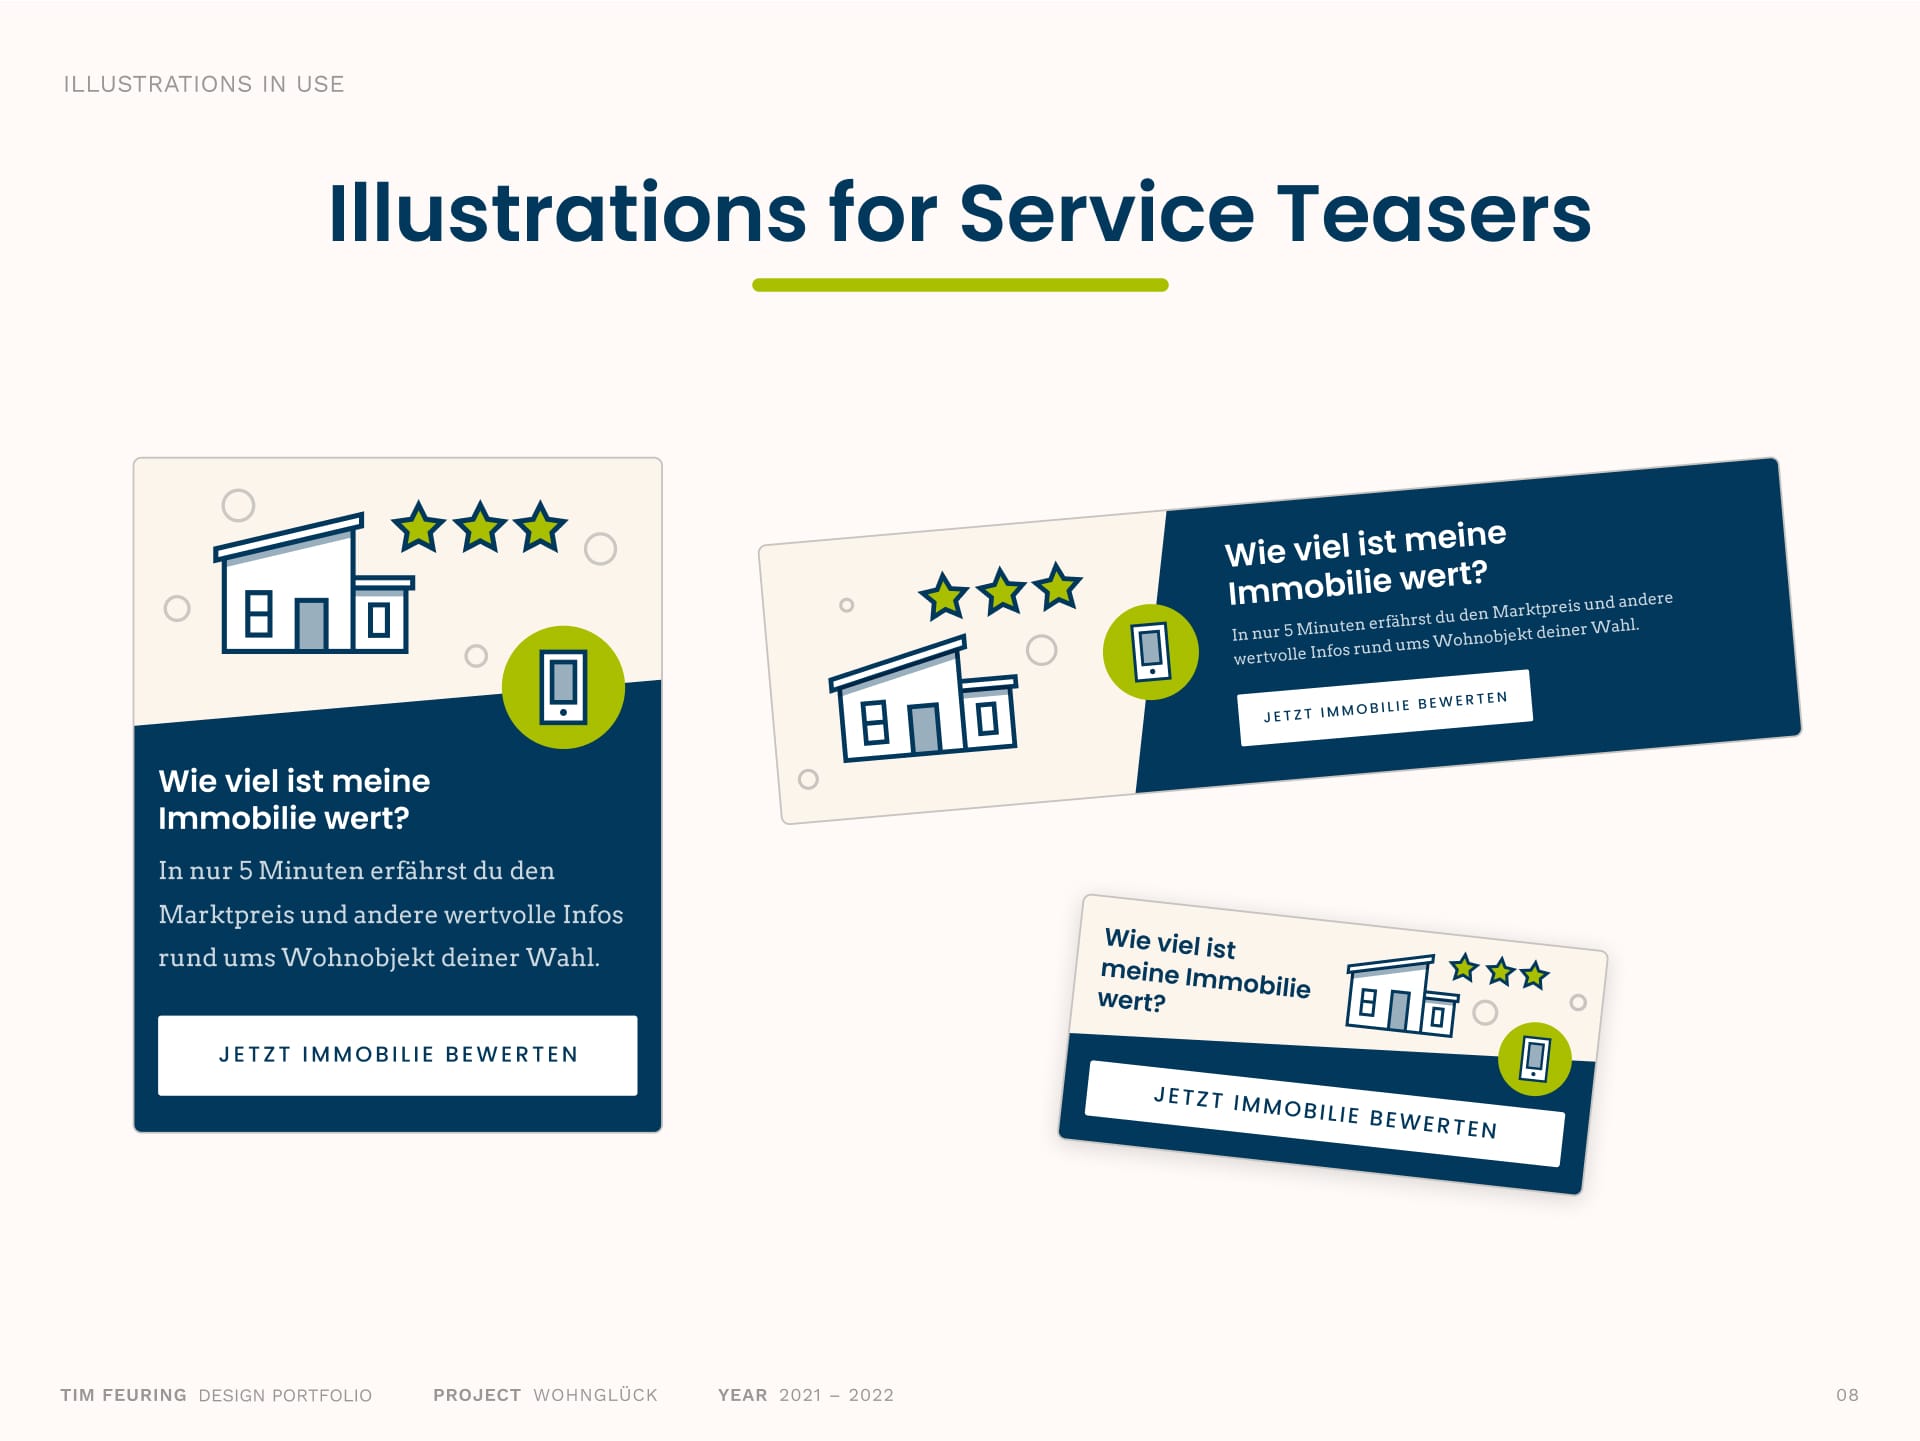 ILLUSTRATIONS IN USE
Illustrations for Service Teasers
Wie viel ist meine
Immobilie wert?
In nur 5 Minuten erfährst du den
Marktpreis und andere wertvolle Infos
rund ums Wohnobjekt deiner Wahl.
JETZT IMMOBILIE BEWERTEN
Wie viel ist meine
Immobilie wert?
In nur 5 Minuten erfährst du den Marktpreis und andere
wertvolle Infos rund ums Wohnobjekt deiner Wahl.
JETZT IMMOBILIE BEWERTEN
Wie viel ist
meine Immobilie
wert?
JETZT IMMOBILIE BEWERTEN
TIM FEURING DESIGN PORTFOLIO PROJECT WOHNGLÜCK YEAR 2021 – 2022 08